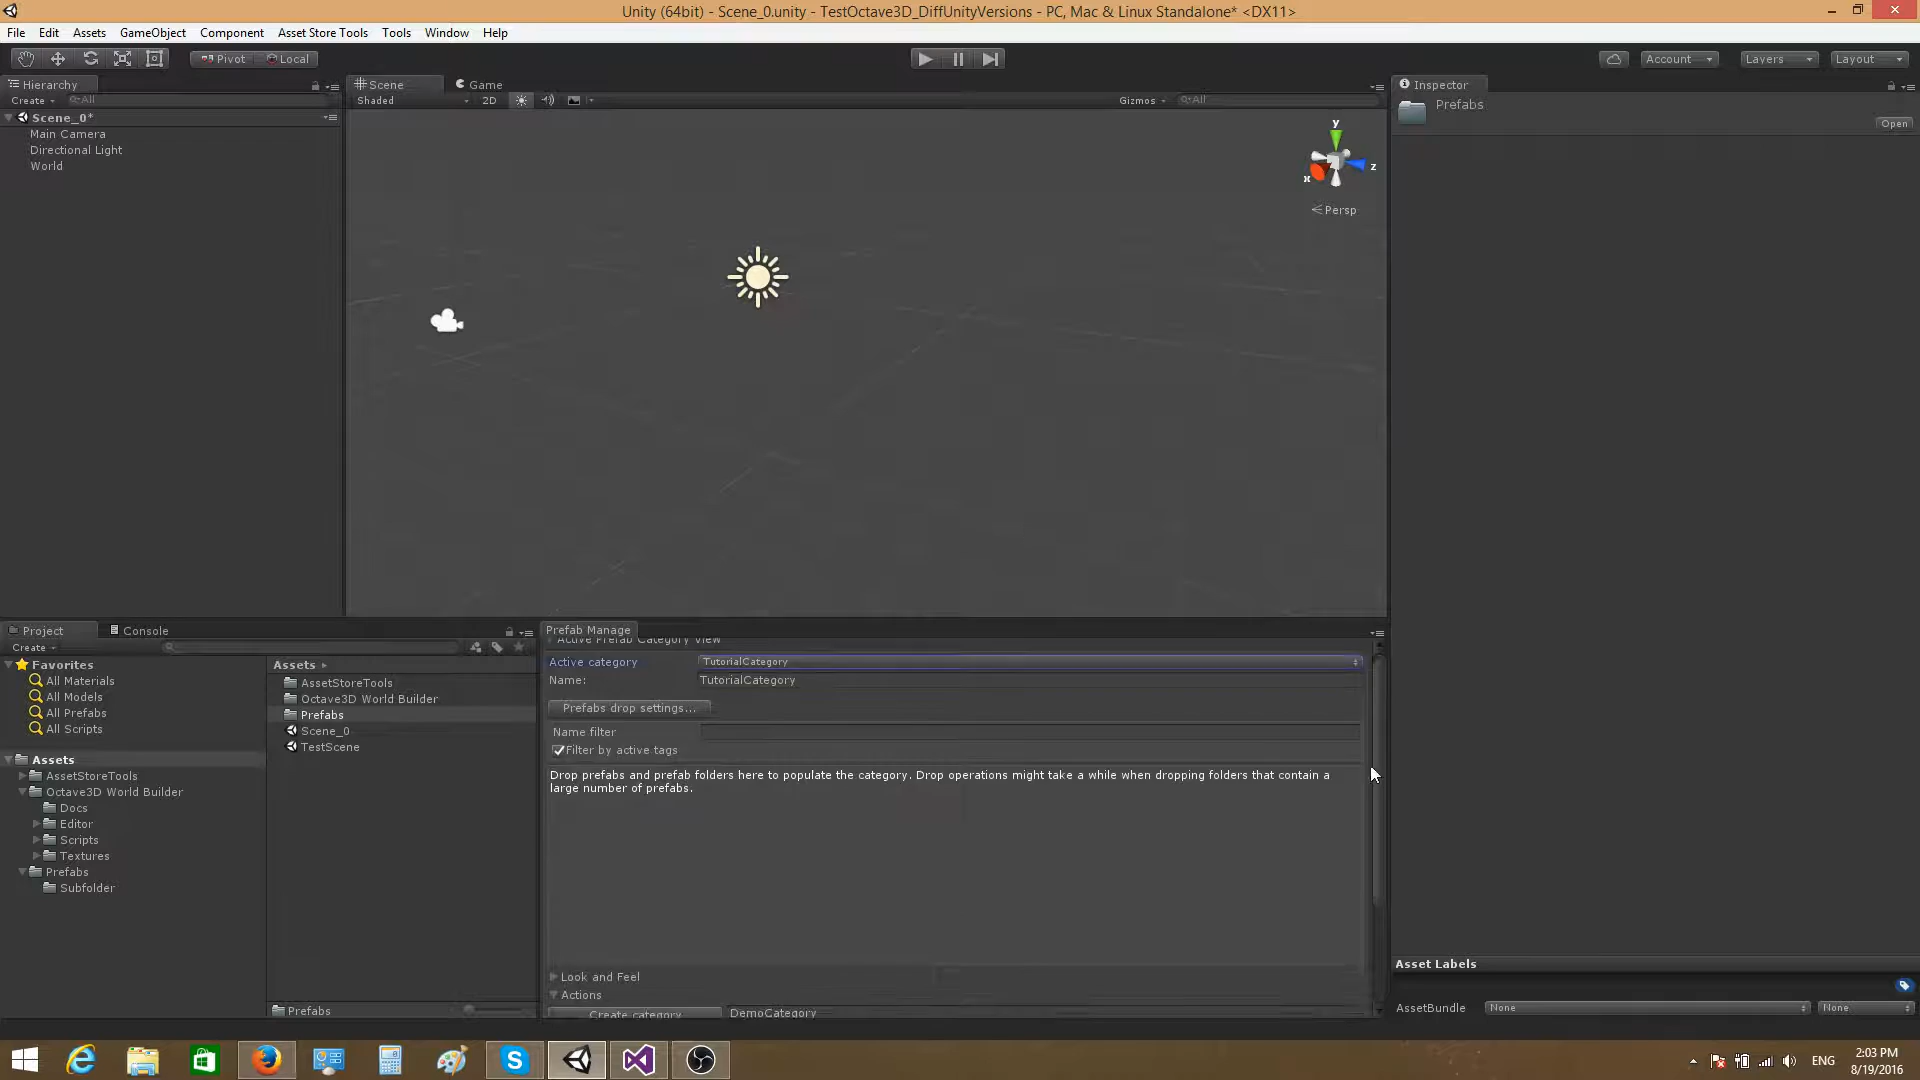 Unity (64bit) - Scene_0.unity - TestOctave3D_DiffUnityVersions - PC, Mac & Linux Standalone* <DX11>
File Edit Assets GameObject Component Asset Store Tools Tools Window Help
Pivot Local Account Layers Layout
Hierarchy
Create All
Scene_0*
Main Camera
Directional Light
World
Scene Game
Shaded 2D Gizmos All
y
x z
Persp
Inspector
Prefabs
Open
Project Console
Create
Favorites
All Materials
All Models
All Prefabs
All Scripts
Assets
AssetStoreTools
Octave3D World Builder
Docs
Editor
Scripts
Textures
Prefabs
Subfolder
Assets
AssetStoreTools
Octave3D World Builder
Prefabs
Scene_0
TestScene
Prefabs
Prefab Manage
Active Prefab Category View
Active category TutorialCategory
Name: TutorialCategory
Prefabs drop settings...
Name filter
Filter by active tags
Drop prefabs and prefab folders here to populate the category. Drop operations might take a while when dropping folders that contain a
large number of prefabs.
Look and Feel
Actions
Create category DemoCategory
Asset Labels
AssetBundle None None
ENG
2:03 PM
8/19/2016